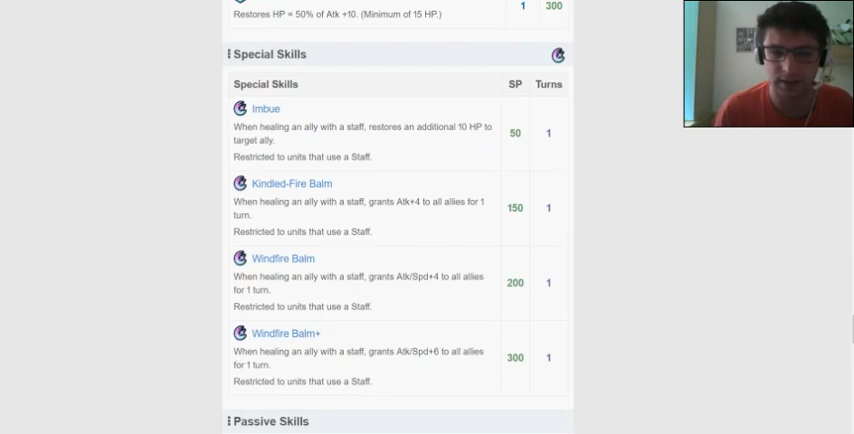 Restores HP = 50% of Atk +10. (Minimum of 15 HP.)
1 300
Special Skills
Special Skills SP Turns
Imbue
When healing an ally with a staff, restores an additional 10 HP to
target ally.
Restricted to units that use a Staff.
50 1
Kindled-Fire Balm
When healing an ally with a staff, grants Atk+4 to all allies for 1
turn.
Restricted to units that use a Staff.
150 1
Windfire Balm
When healing an ally with a staff, grants Atk/Spd+4 to all allies
for 1 turn.
Restricted to units that use a Staff.
200 1
Windfire Balm+
When healing an ally with a staff, grants Atk/Spd+6 to all allies
for 1 turn.
Restricted to units that use a Staff.
300 1
Passive Skills